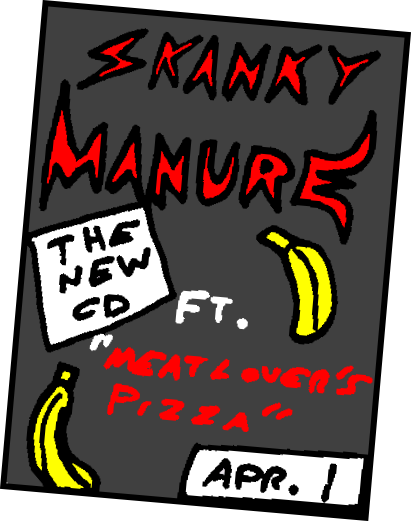 SKANKY
MANURE
THE
NEW
CD
FT.
"MEATLOVER'S
PIZZA"
APR. 1